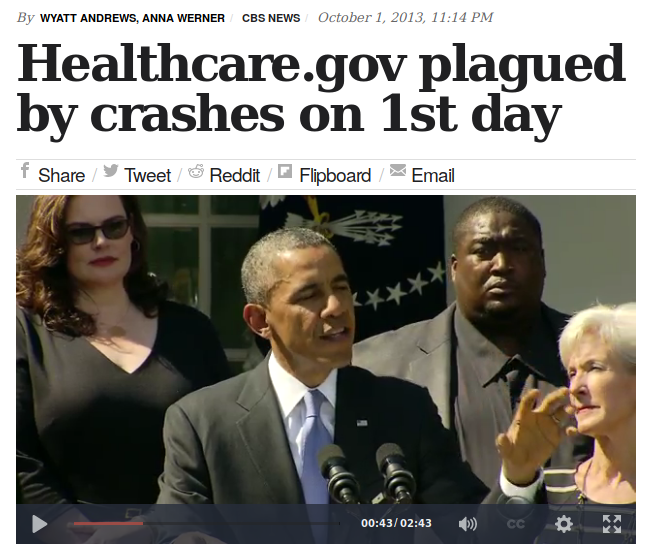 By WYATT ANDREWS, ANNA WERNER / CBS NEWS / October 1, 2013, 11:14 PM
Healthcare.gov plagued
by crashes on 1st day
Share / Tweet / Reddit / Flipboard / Email
00:43/02:43 CC